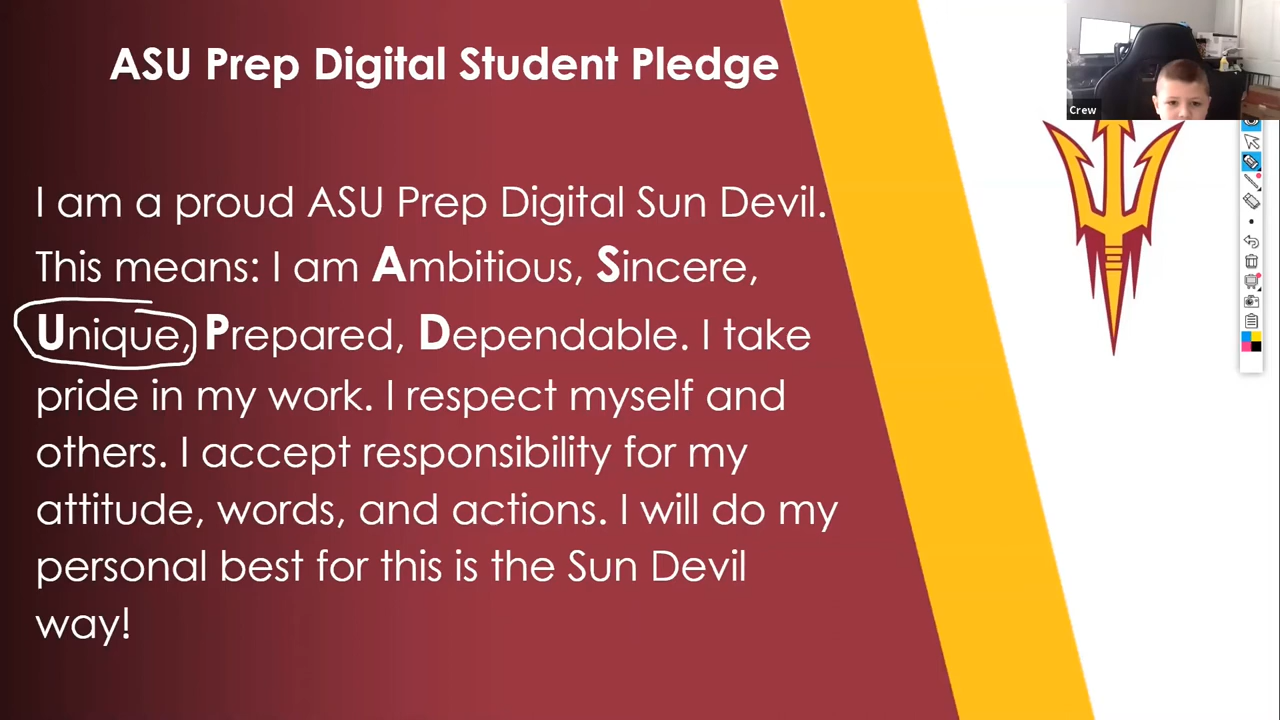 ASU Prep Digital Student Pledge
Crew
I am a proud ASU Prep Digital Sun Devil.
This means: I am Ambitious, Sincere,
Unique, Prepared, Dependable. I take
pride in my work. I respect myself and
others. I accept responsibility for my
attitude, words, and actions. I will do my
personal best for this is the Sun Devil
way!